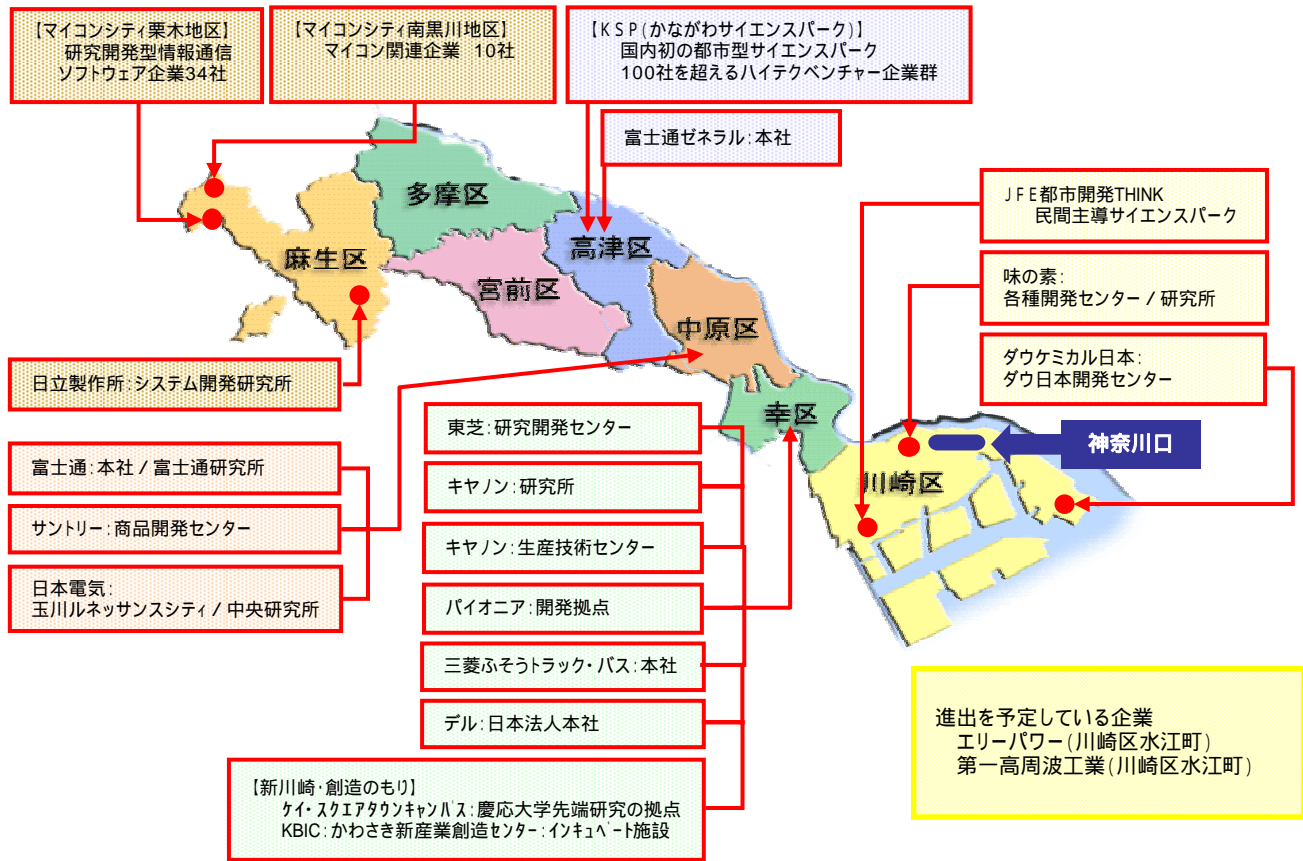 【マイコンシティ栗木地区】
研究開発型情報通信
ソフトウェア企業34社
【マイコンシティ南黒川地区】
マイコン関連企業 10社
【KSP(かながわサイエンスパーク)】
国内初の都市型サイエンスパーク
100社を超えるハイテクベンチャー企業群
富士通ゼネラル：本社
JFE都市開発THINK
民間主導サイエンスパーク
味の素：
各種開発センター / 研究所
ダウケミカル日本：
ダウ日本開発センター
多摩区
麻生区
宮前区
高津区
中原区
幸区
川崎区
神奈川口
日立製作所：システム開発研究所
富士通：本社 / 富士通研究所
サントリー：商品開発センター
日本電気：
玉川ルネッサンスシティ / 中央研究所
東芝：研究開発センター
キヤノン：研究所
キヤノン：生産技術センター
パイオニア：開発拠点
三菱ふそうトラック・バス：本社
デル：日本法人本社
【新川崎・創造のもり】
ｹｲ・ｽｸｴｱﾀｳﾝｷｬﾝﾊﾟｽ：慶応大学先端研究の拠点
KBIC：かわさき新産業創造ｾﾝﾀｰ：ｲﾝｷｭﾍﾞｰﾄ施設
進出を予定している企業
エリーパワー(川崎区水江町)
第一高周波工業(川崎区水江町)